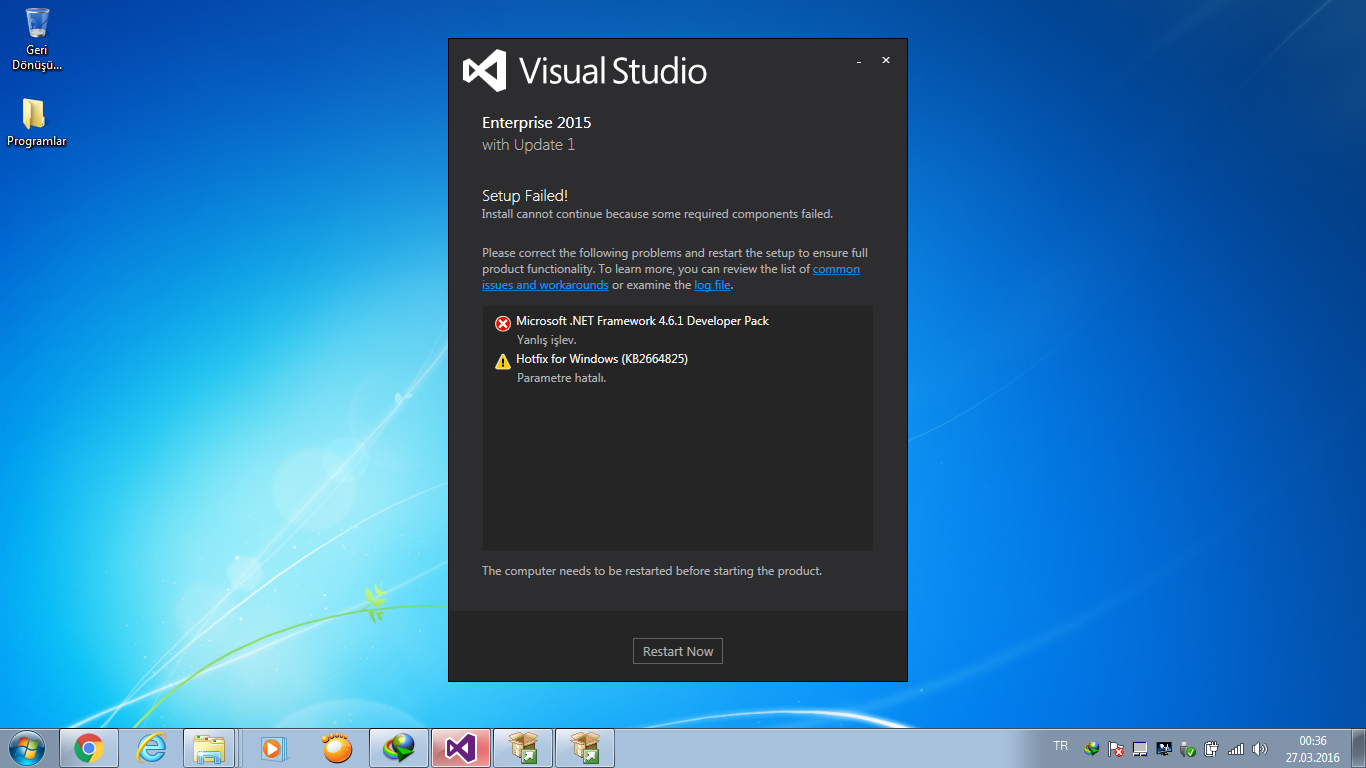 Geri
Dönüşü...
Programlar
Visual Studio
Enterprise 2015
with Update 1
Setup Failed!
Install cannot continue because some required components failed.
Please correct the following problems and restart the setup to ensure full
product functionality. To learn more, you can review the list of common
issues and workarounds or examine the log file.
Microsoft .NET Framework 4.6.1 Developer Pack
Yanlış işlev.
Hotfix for Windows (KB2664825)
Parametre hatalı.
The computer needs to be restarted before starting the product.
Restart Now
TR
00:36
27.03.2016